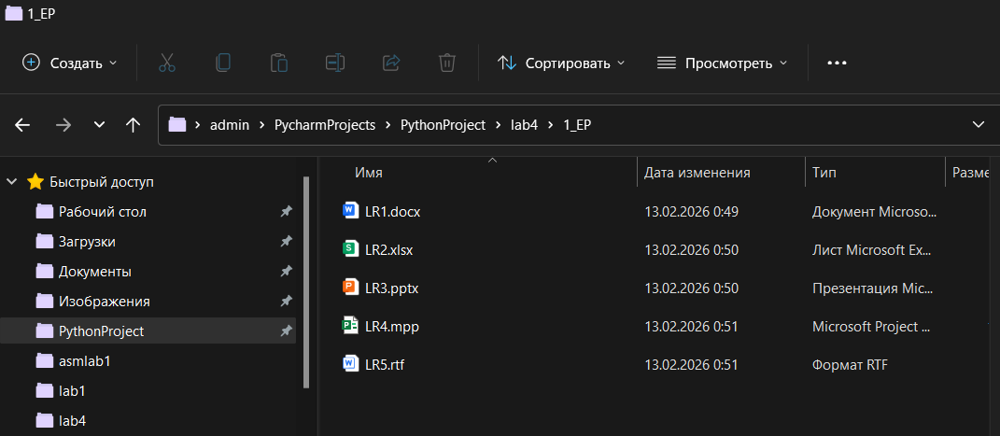 1_EP
Создать Сортировать Просмотреть
admin PycharmProjects PythonProject lab4 1_EP
Быстрый доступ
Рабочий стол
Загрузки
Документы
Изображения
PythonProject
asmlab1
lab1
lab4
Имя Дата изменения Тип Разме
LR1.docx 13.02.2026 0:49 Документ Microso...
LR2.xlsx 13.02.2026 0:50 Лист Microsoft Ex...
LR3.pptx 13.02.2026 0:50 Презентация Mic...
LR4.mpp 13.02.2026 0:51 Microsoft Project ...
LR5.rtf 13.02.2026 0:51 Формат RTF